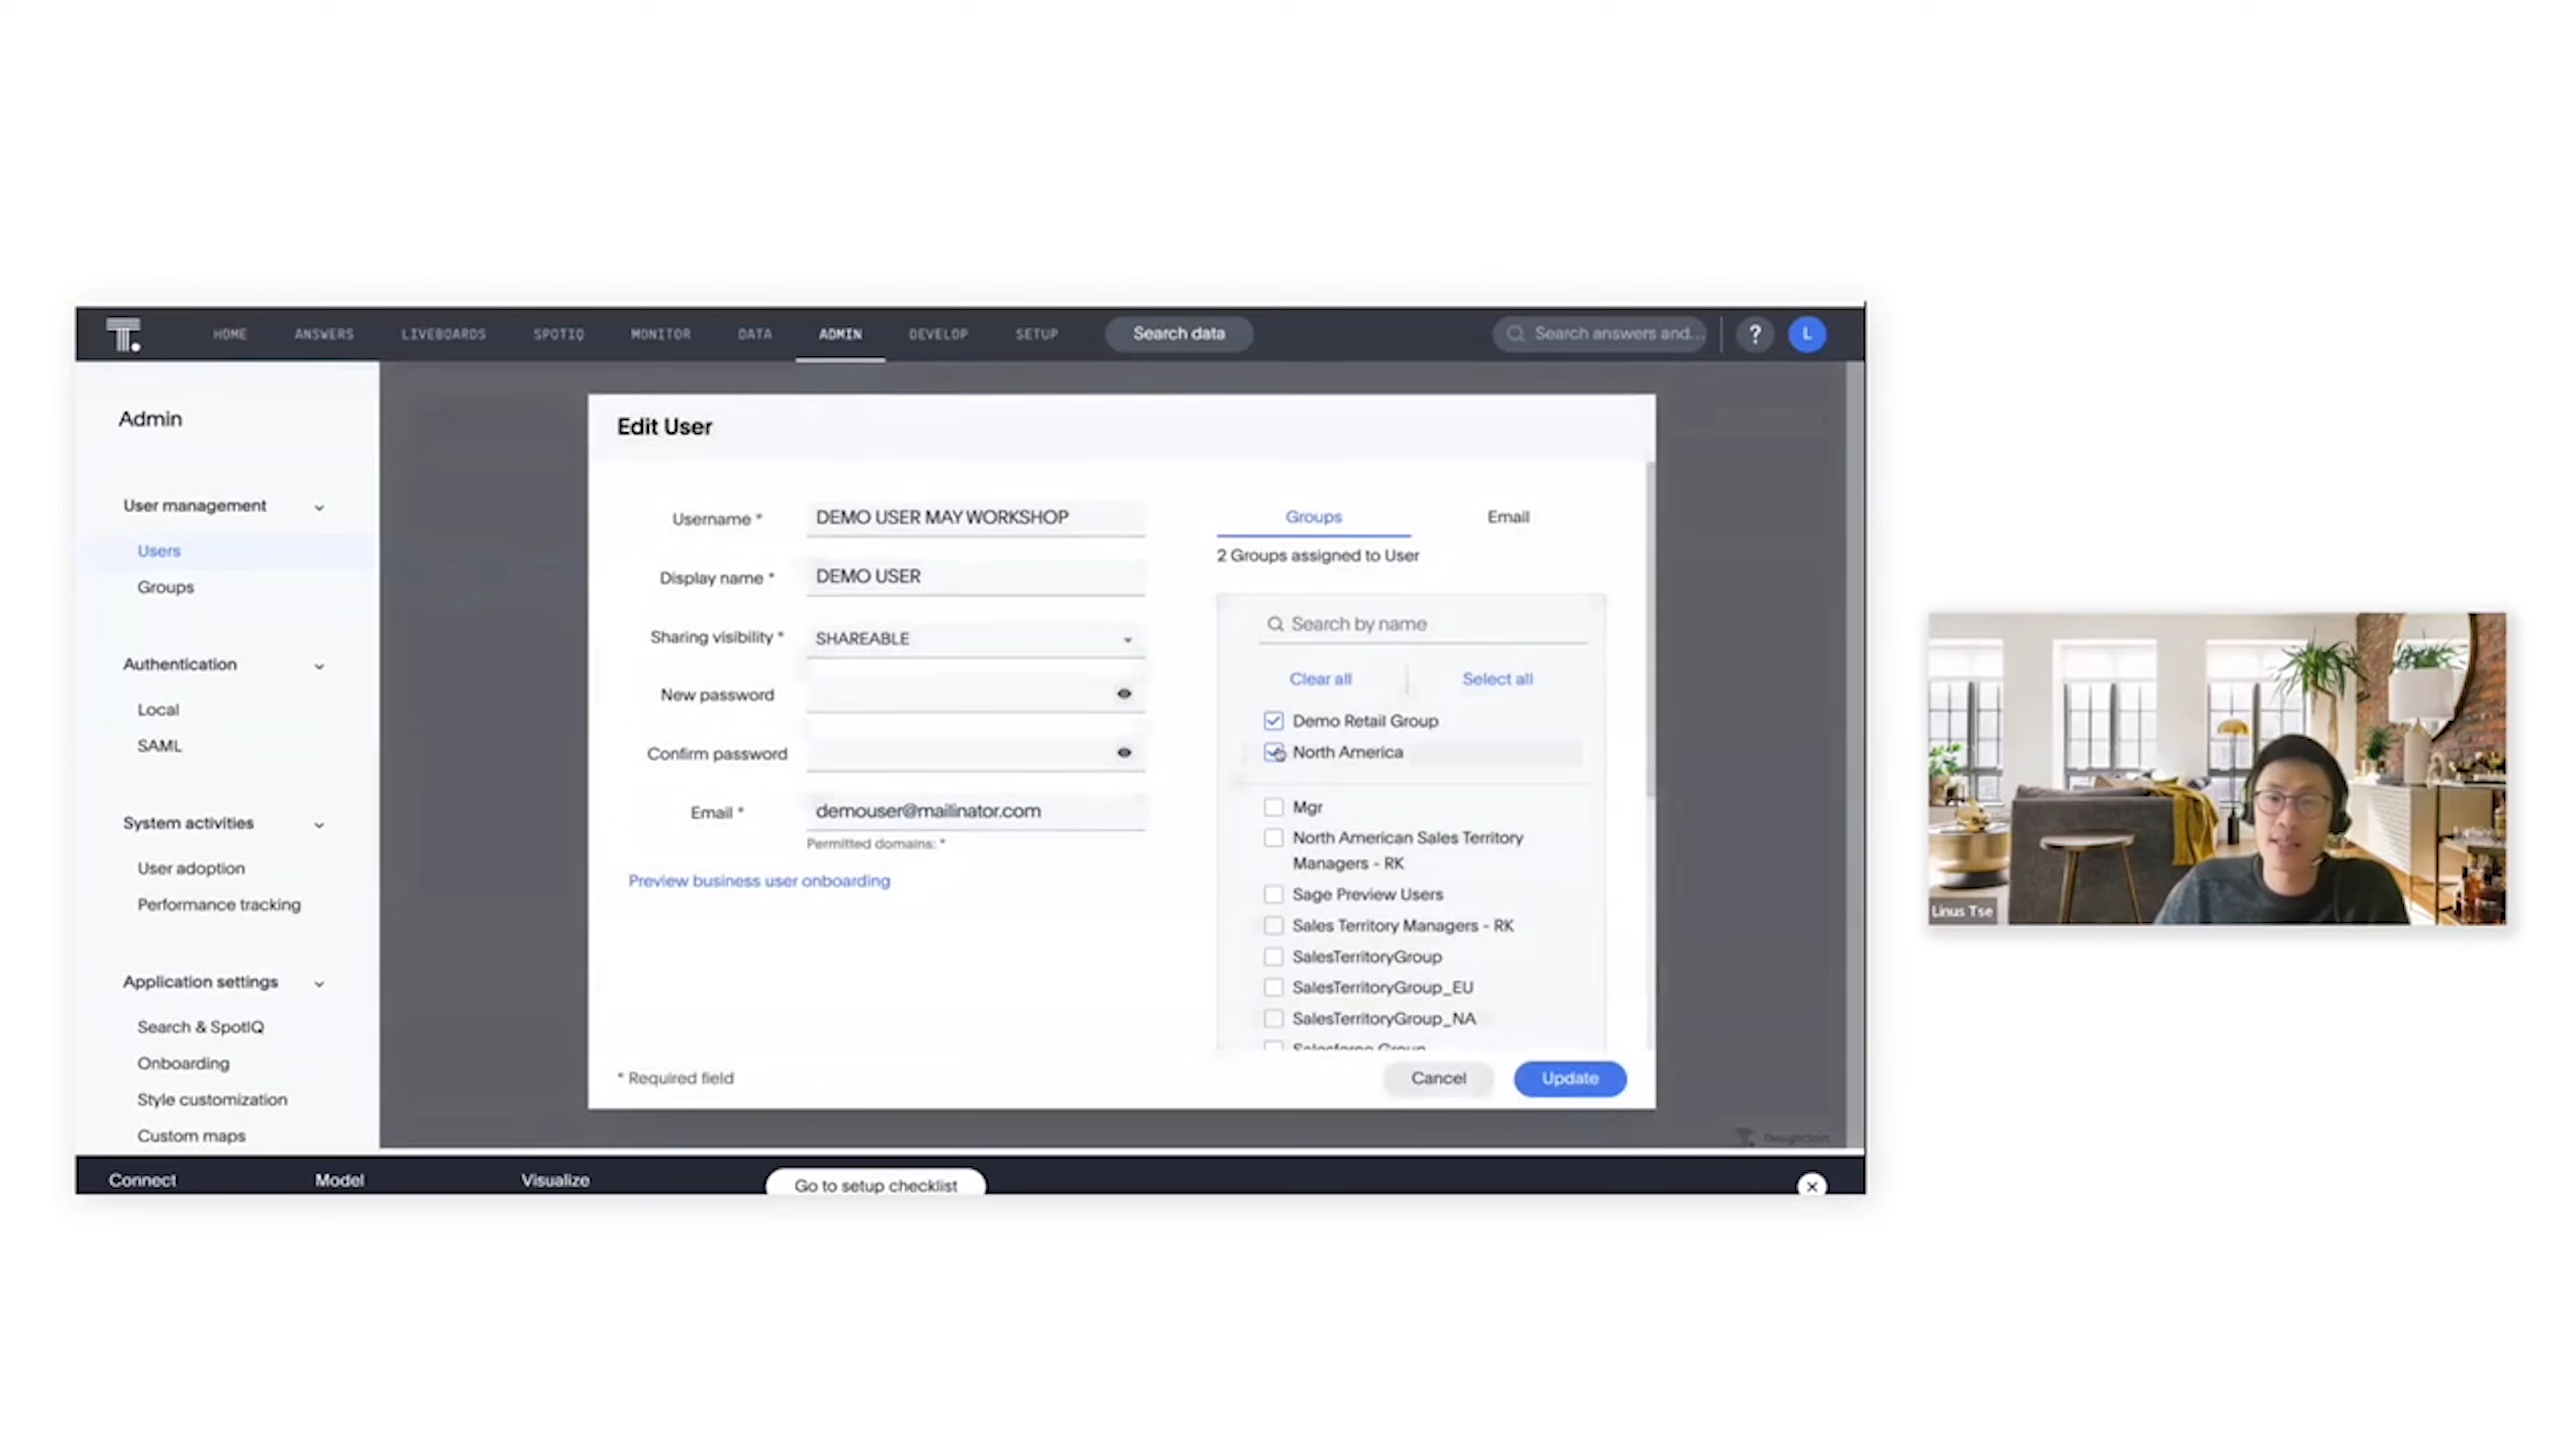 HOME ANSWERS LIVEBOARDS SPOTIQ MONITOR DATA ADMIN DEVELOP SETUP Search data Search answers and... ? L
Admin
User management
Users
Groups
Authentication
Local
SAML
System activities
User adoption
Performance tracking
Application settings
Search & SpotIQ
Onboarding
Style customization
Custom maps
Edit User
Username * DEMO USER MAY WORKSHOP
Display name * DEMO USER
Sharing visibility * SHAREABLE
New password
Confirm password
Email * demouser@mailinator.com
Permitted domains: *
Preview business user onboarding
Groups Email
2 Groups assigned to User
Search by name
Clear all Select all
Demo Retail Group
North America
Mgr
North American Sales Territory
Managers - RK
Sage Preview Users
Sales Territory Managers - RK
SalesTerritoryGroup
SalesTerritoryGroup_EU
SalesTerritoryGroup_NA
Salesforce Group
* Required field
Cancel Update
ThoughtSpot
Connect Model Visualize Go to setup checklist
Linus Tse